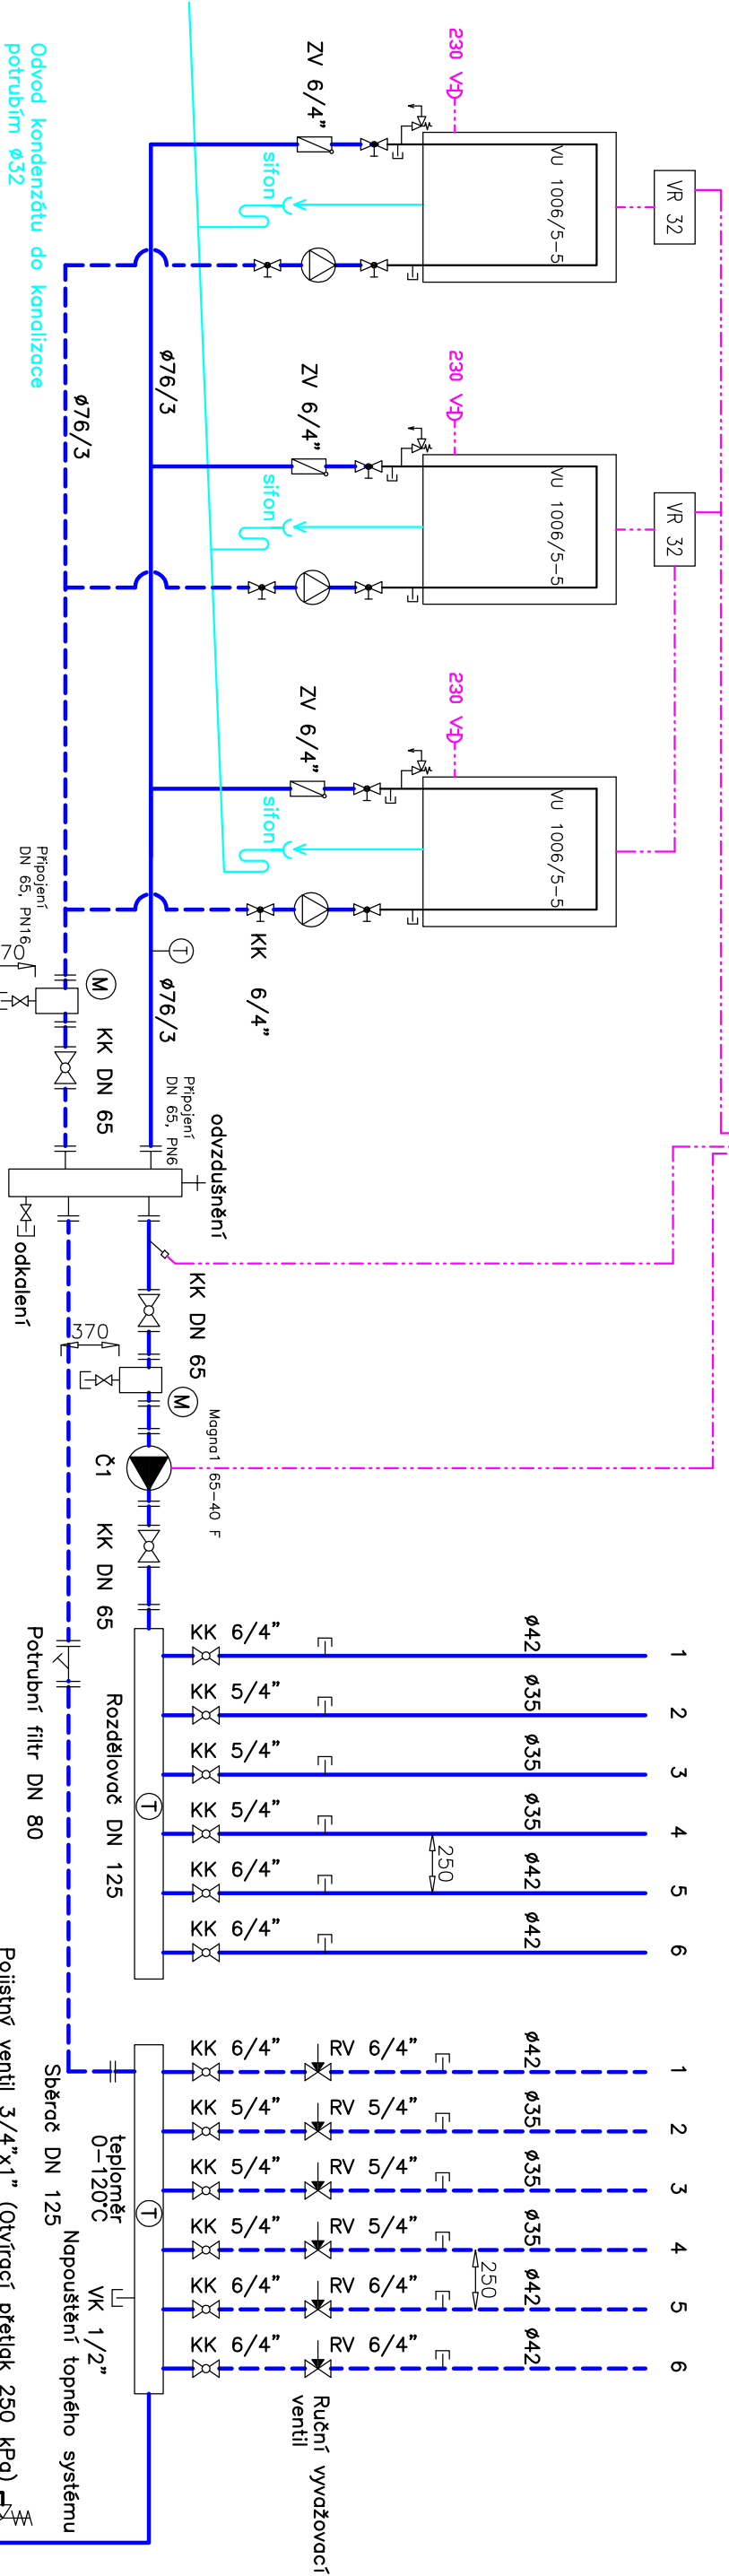 230 V
230 V
230 V
VR 32
VR 32
VU 1006/5-5
VU 1006/5-5
VU 1006/5-5
ZV 6/4"
ZV 6/4"
ZV 6/4"
sifon
sifon
sifon
KK 6/4"
Odvod kondenzátu do kanalizace
potrubím ø32
ø76/3
ø76/3
ø76/3
T
Připojení
DN 65, PN16
70
M
KK DN 65
Připojení
DN 65, PN6
odvzdušnění
odkalení
KK DN 65
370
M
Magna1 65-40 F
Č1
KK DN 65
Potrubní filtr DN 80
Rozdělovač DN 125
T
1
2
3
4
5
6
ø42
ø35
ø35
ø35
ø42
ø42
250
KK 6/4"
KK 5/4"
KK 5/4"
KK 5/4"
KK 6/4"
KK 6/4"
1
2
3
4
5
6
ø42
ø35
ø35
ø35
ø42
ø42
250
RV 6/4"
RV 5/4"
RV 5/4"
RV 5/4"
RV 6/4"
RV 6/4"
KK 6/4"
KK 5/4"
KK 5/4"
KK 5/4"
KK 6/4"
KK 6/4"
Ruční vyvažovací
ventil
T
teploměr
0-120°C
VK 1/2"
Sběrač DN 125
Napouštění topného systému
Pojistný ventil 3/4"x1" (Otvírací přetlak 250 kPa)